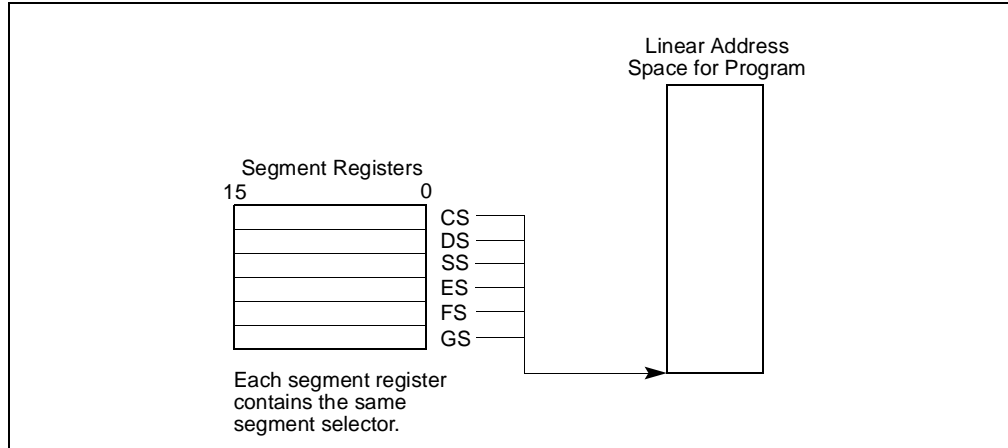 Linear Address
Space for Program
Segment Registers
15 0
CS
DS
SS
ES
FS
GS
Each segment register
contains the same
segment selector.